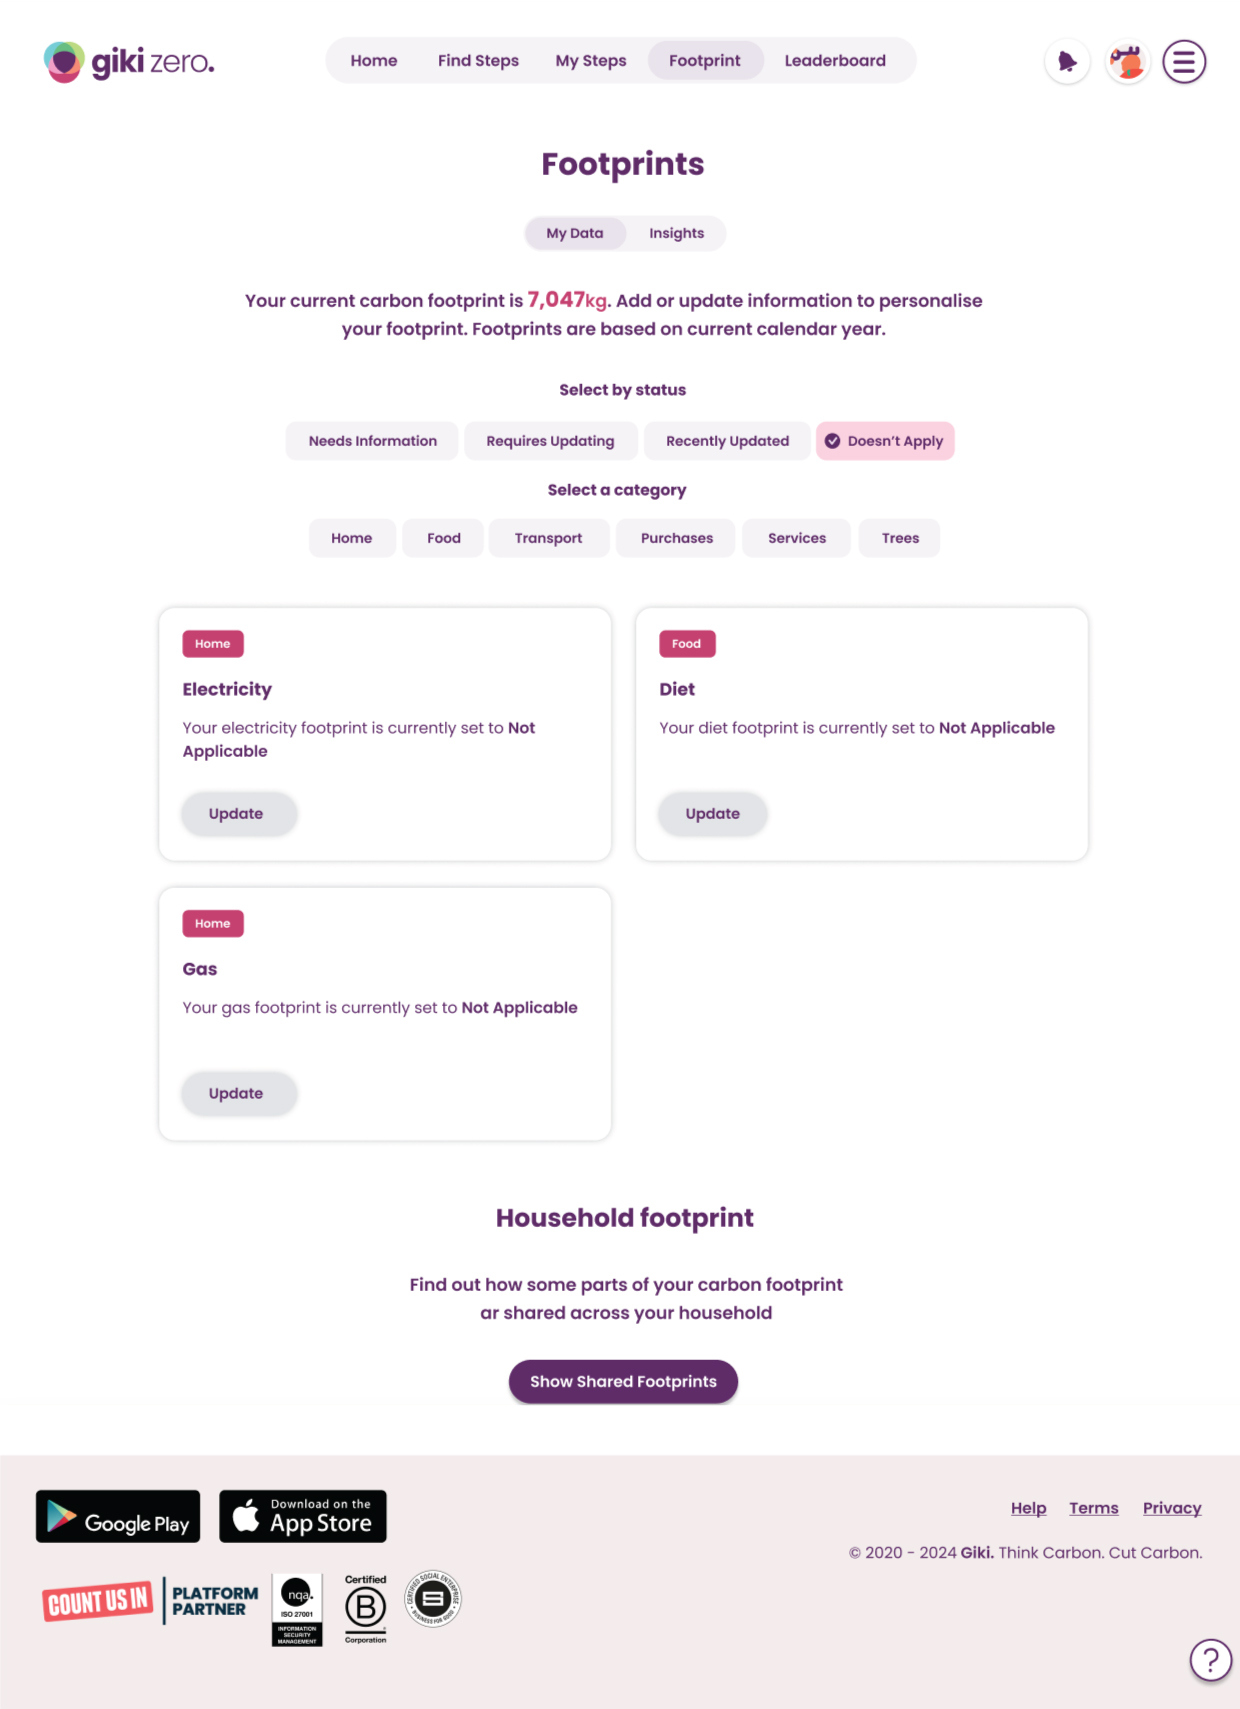 giki zero.
Home Find Steps My Steps Footprint Leaderboard
Footprints
My Data Insights
Your current carbon footprint is 7,047kg. Add or update information to personalise
your footprint. Footprints are based on current calendar year.
Select by status
Needs Information Requires Updating Recently Updated Doesn't Apply
Select a category
Home Food Transport Purchases Services Trees
Home
Electricity
Your electricity footprint is currently set to Not
Applicable
Update
Food
Diet
Your diet footprint is currently set to Not Applicable
Update
Home
Gas
Your gas footprint is currently set to Not Applicable
Update
Household footprint
Find out how some parts of your carbon footprint
ar shared across your household
Show Shared Footprints
Google Play
Download on the
App Store
Help Terms Privacy
© 2020 - 2024 Giki. Think Carbon. Cut Carbon.
COUNT US IN
PLATFORM
PARTNER
nqa.
ISO 27001
INFORMATION
SECURITY
MANAGEMENT
Certified
B
Corporation
CERTIFIED SOCIAL ENTERPRISE
BUSINESS FOR GOOD
?